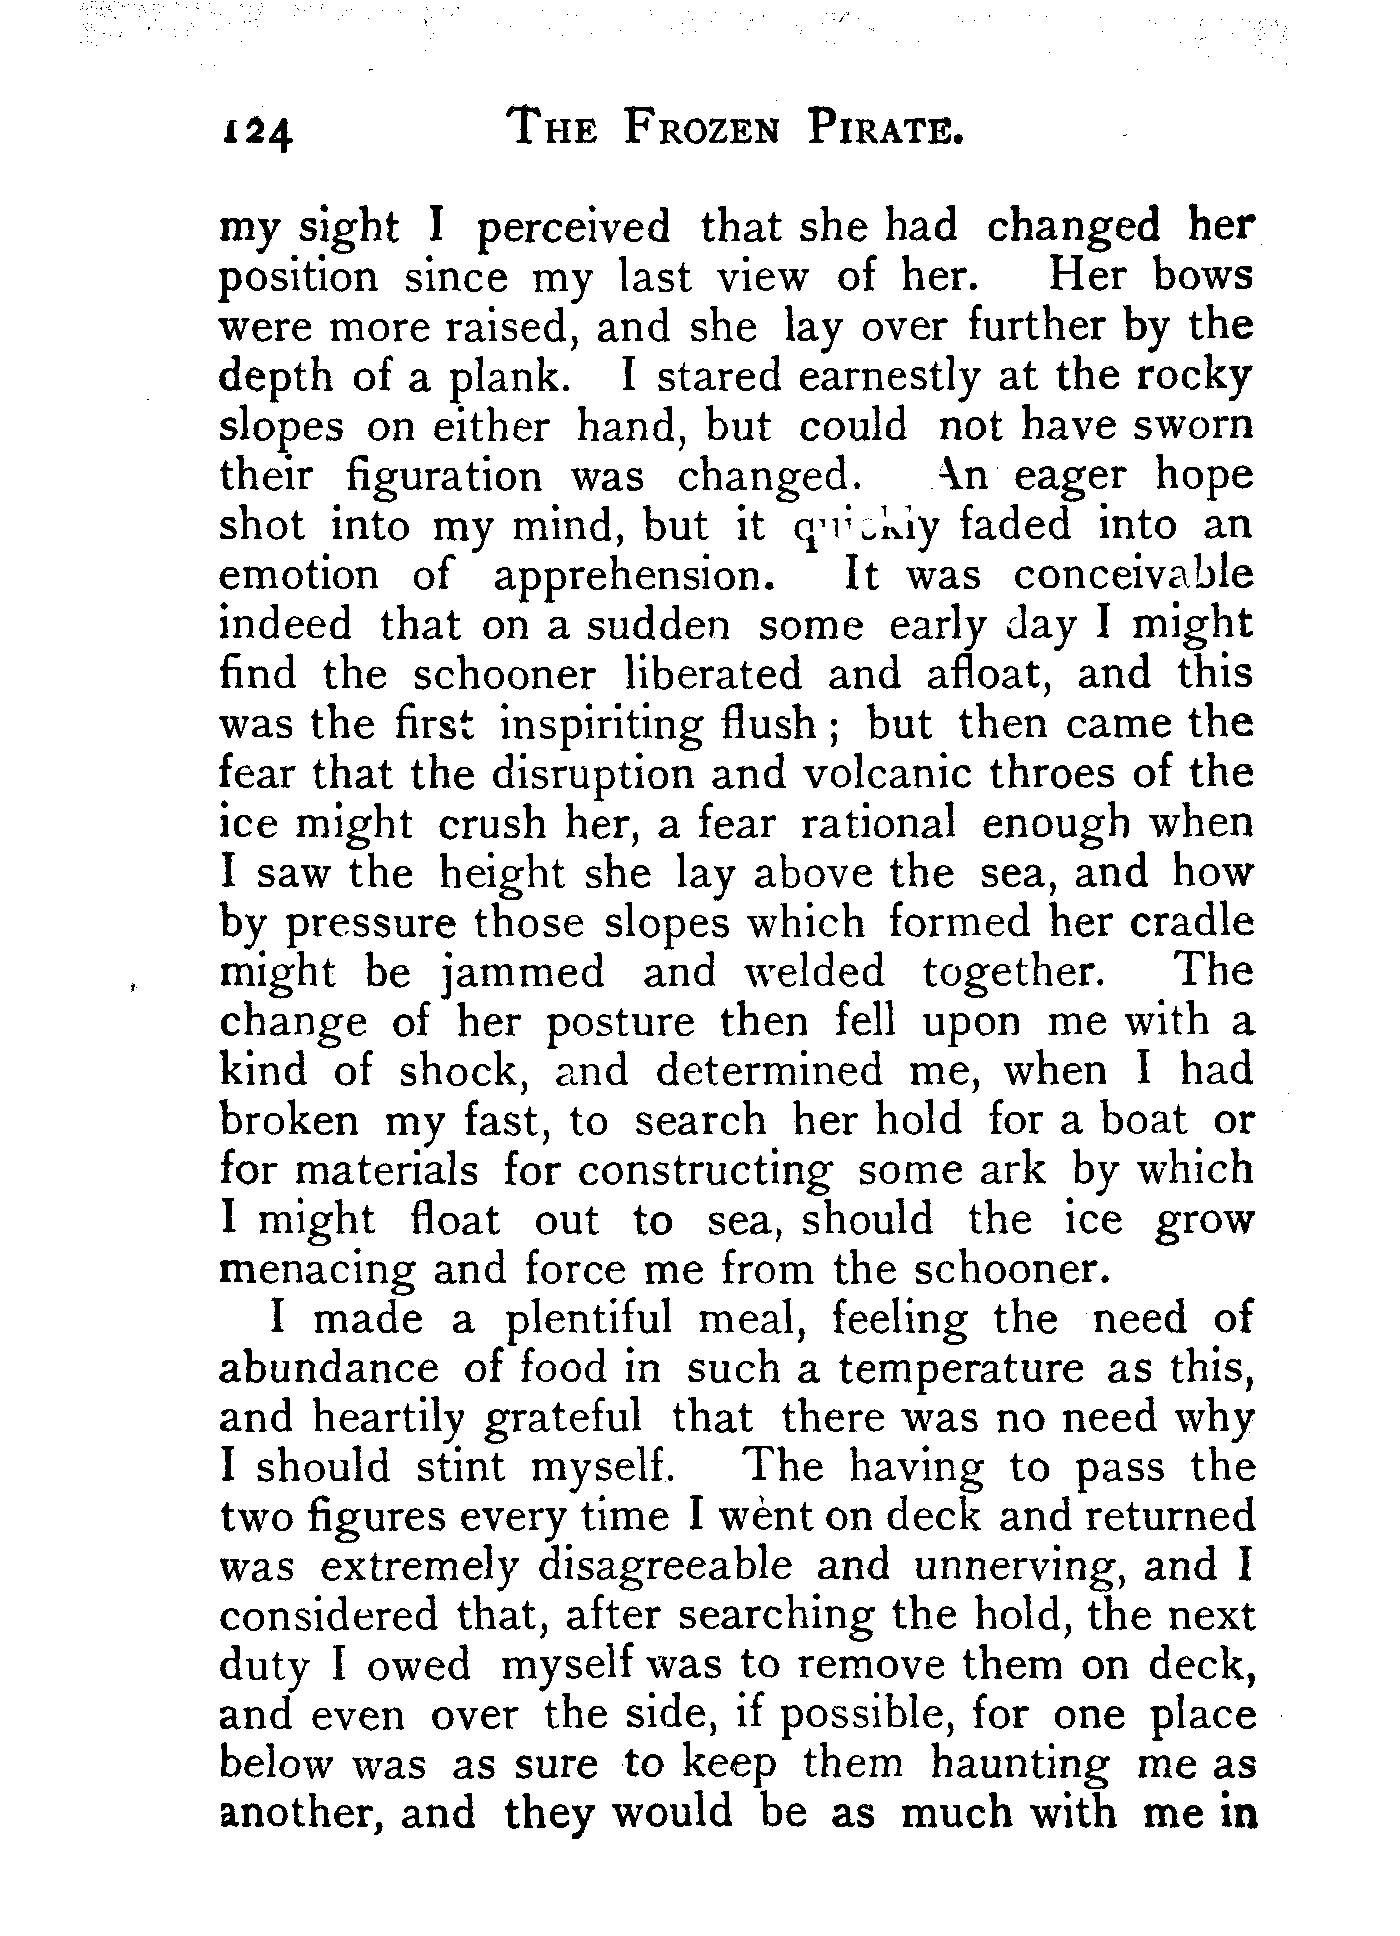 124 THE FROZEN PIRATE.
my sight I perceived that she had changed her
position since my last view of her. Her bows
were more raised, and she lay over further by the
depth of a plank. I stared earnestly at the rocky
slopes on either hand, but could not have sworn
their figuration was changed. An eager hope
shot into my mind, but it quickly faded into an
emotion of apprehension. It was conceivable
indeed that on a sudden some early day I might
find the schooner liberated and afloat, and this
was the first inspiriting flush ; but then came the
fear that the disruption and volcanic throes of the
ice might crush her, a fear rational enough when
I saw the height she lay above the sea, and how
by pressure those slopes which formed her cradle
might be jammed and welded together. The
change of her posture then fell upon me with a
kind of shock, and determined me, when I had
broken my fast, to search her hold for a boat or
for materials for constructing some ark by which
I might float out to sea, should the ice grow
menacing and force me from the schooner.
I made a plentiful meal, feeling the need of
abundance of food in such a temperature as this,
and heartily grateful that there was no need why
I should stint myself. The having to pass the
two figures every time I went on deck and returned
was extremely disagreeable and unnerving, and I
considered that, after searching the hold, the next
duty I owed myself was to remove them on deck,
and even over the side, if possible, for one place
below was as sure to keep them haunting me as
another, and they would be as much with me in